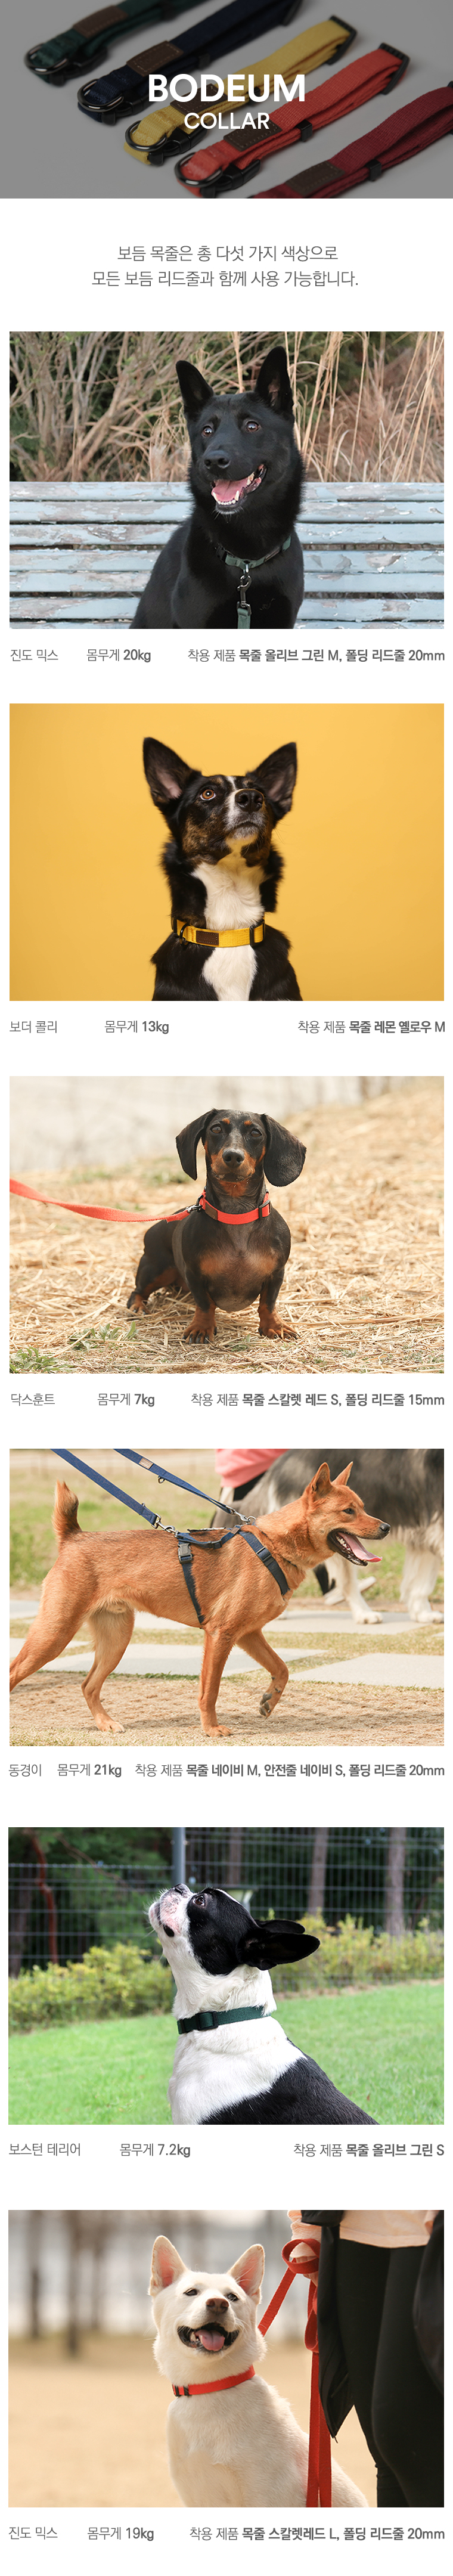 BODEUM
COLLAR
보듬 목줄은 총 다섯 가지 색상으로
모든 보듬 리드줄과 함께 사용 가능합니다.
진도 믹스 몸무게 20kg 착용 제품 목줄 올리브 그린 M, 폴딩 리드줄 20mm
보더 콜리 몸무게 13kg 착용 제품 목줄 레몬 옐로우 M
닥스훈트 몸무게 7kg 착용 제품 목줄 스칼렛 레드 S, 폴딩 리드줄 15mm
동경이 몸무게 21kg 착용 제품 목줄 네이비 M, 안전줄 네이비 S, 폴딩 리드줄 20mm
보스턴 테리어 몸무게 7.2kg 착용 제품 목줄 올리브 그린 S
진도 믹스 몸무게 19kg 착용 제품 목줄 스칼렛레드 L, 폴딩 리드줄 20mm